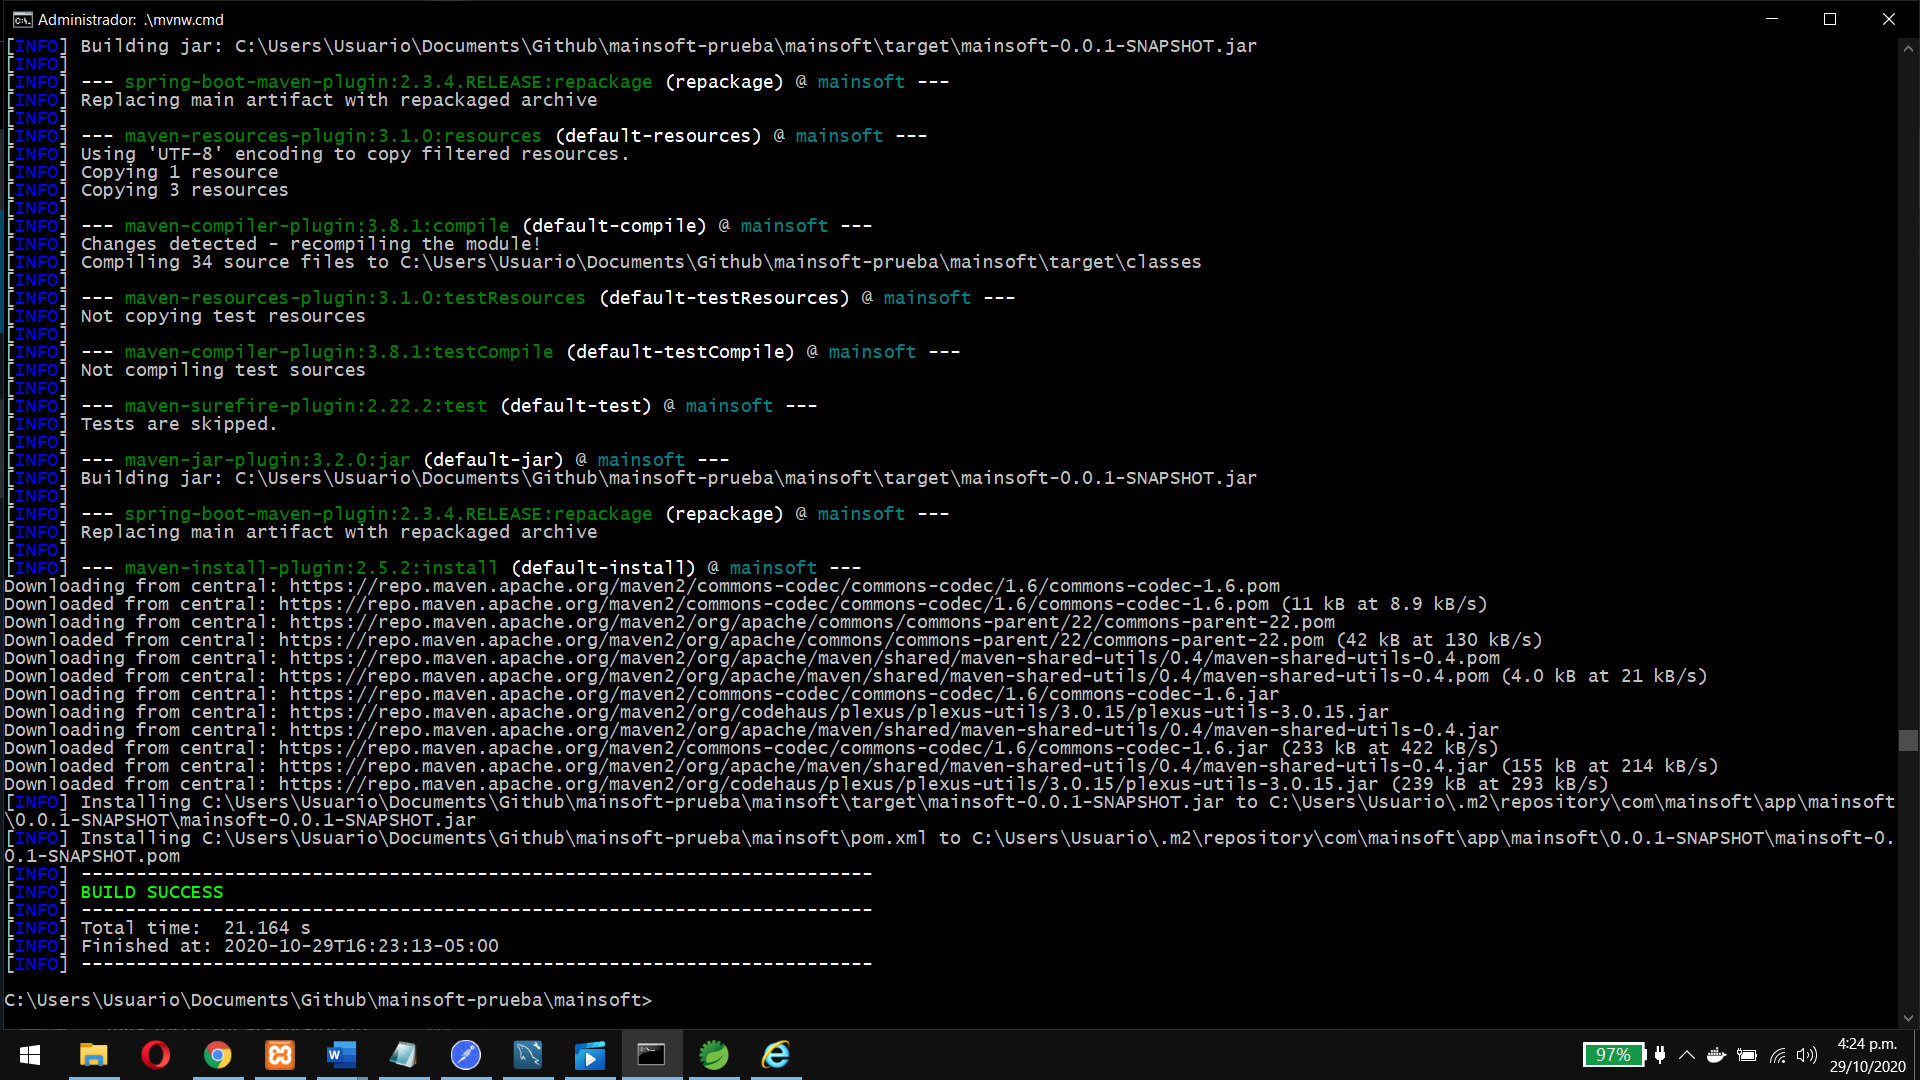 Administrador: .\mvnw.cmd
[INFO] Building jar: C:\Users\Usuario\Documents\Github\mainsoft-prueba\mainsoft\target\mainsoft-0.0.1-SNAPSHOT.jar
[INFO]
[INFO] --- spring-boot-maven-plugin:2.3.4.RELEASE:repackage (repackage) @ mainsoft ---
[INFO] Replacing main artifact with repackaged archive
[INFO]
[INFO] --- maven-resources-plugin:3.1.0:resources (default-resources) @ mainsoft ---
[INFO] Using 'UTF-8' encoding to copy filtered resources.
[INFO] Copying 1 resource
[INFO] Copying 3 resources
[INFO]
[INFO] --- maven-compiler-plugin:3.8.1:compile (default-compile) @ mainsoft ---
[INFO] Changes detected - recompiling the module!
[INFO] Compiling 34 source files to C:\Users\Usuario\Documents\Github\mainsoft-prueba\mainsoft\target\classes
[INFO]
[INFO] --- maven-resources-plugin:3.1.0:testResources (default-testResources) @ mainsoft ---
[INFO] Not copying test resources
[INFO]
[INFO] --- maven-compiler-plugin:3.8.1:testCompile (default-testCompile) @ mainsoft ---
[INFO] Not compiling test sources
[INFO]
[INFO] --- maven-surefire-plugin:2.22.2:test (default-test) @ mainsoft ---
[INFO] Tests are skipped.
[INFO]
[INFO] --- maven-jar-plugin:3.2.0:jar (default-jar) @ mainsoft ---
[INFO] Building jar: C:\Users\Usuario\Documents\Github\mainsoft-prueba\mainsoft\target\mainsoft-0.0.1-SNAPSHOT.jar
[INFO]
[INFO] --- spring-boot-maven-plugin:2.3.4.RELEASE:repackage (repackage) @ mainsoft ---
[INFO] Replacing main artifact with repackaged archive
[INFO]
[INFO] --- maven-install-plugin:2.5.2:install (default-install) @ mainsoft ---
Downloading from central: https://repo.maven.apache.org/maven2/commons-codec/commons-codec/1.6/commons-codec-1.6.pom
Downloaded from central: https://repo.maven.apache.org/maven2/commons-codec/commons-codec/1.6/commons-codec-1.6.pom (11 kB at 8.9 kB/s)
Downloading from central: https://repo.maven.apache.org/maven2/org/apache/commons/commons-parent/22/commons-parent-22.pom
Downloaded from central: https://repo.maven.apache.org/maven2/org/apache/commons/commons-parent/22/commons-parent-22.pom (42 kB at 130 kB/s)
Downloading from central: https://repo.maven.apache.org/maven2/org/apache/maven/shared/maven-shared-utils/0.4/maven-shared-utils-0.4.pom
Downloaded from central: https://repo.maven.apache.org/maven2/org/apache/maven/shared/maven-shared-utils/0.4/maven-shared-utils-0.4.pom (4.0 kB at 21 kB/s)
Downloading from central: https://repo.maven.apache.org/maven2/commons-codec/commons-codec/1.6/commons-codec-1.6.jar
Downloading from central: https://repo.maven.apache.org/maven2/org/codehaus/plexus/plexus-utils/3.0.15/plexus-utils-3.0.15.jar
Downloading from central: https://repo.maven.apache.org/maven2/org/apache/maven/shared/maven-shared-utils/0.4/maven-shared-utils-0.4.jar
Downloaded from central: https://repo.maven.apache.org/maven2/commons-codec/commons-codec/1.6/commons-codec-1.6.jar (233 kB at 422 kB/s)
Downloaded from central: https://repo.maven.apache.org/maven2/org/apache/maven/shared/maven-shared-utils/0.4/maven-shared-utils-0.4.jar (155 kB at 214 kB/s)
Downloaded from central: https://repo.maven.apache.org/maven2/org/codehaus/plexus/plexus-utils/3.0.15/plexus-utils-3.0.15.jar (239 kB at 293 kB/s)
[INFO] Installing C:\Users\Usuario\Documents\Github\mainsoft-prueba\mainsoft\target\mainsoft-0.0.1-SNAPSHOT.jar to C:\Users\Usuario\.m2\repository\com\mainsoft\app\mainsoft
\0.0.1-SNAPSHOT\mainsoft-0.0.1-SNAPSHOT.jar
[INFO] Installing C:\Users\Usuario\Documents\Github\mainsoft-prueba\mainsoft\pom.xml to C:\Users\Usuario\.m2\repository\com\mainsoft\app\mainsoft\0.0.1-SNAPSHOT\mainsoft-0.
0.1-SNAPSHOT.pom
[INFO] ------------------------------------------------------------------------
[INFO] BUILD SUCCESS
[INFO] ------------------------------------------------------------------------
[INFO] Total time:  21.164 s
[INFO] Finished at: 2020-10-29T16:23:13-05:00
[INFO] ------------------------------------------------------------------------
C:\Users\Usuario\Documents\Github\mainsoft-prueba\mainsoft>
97%
4:24 p.m.
29/10/2020